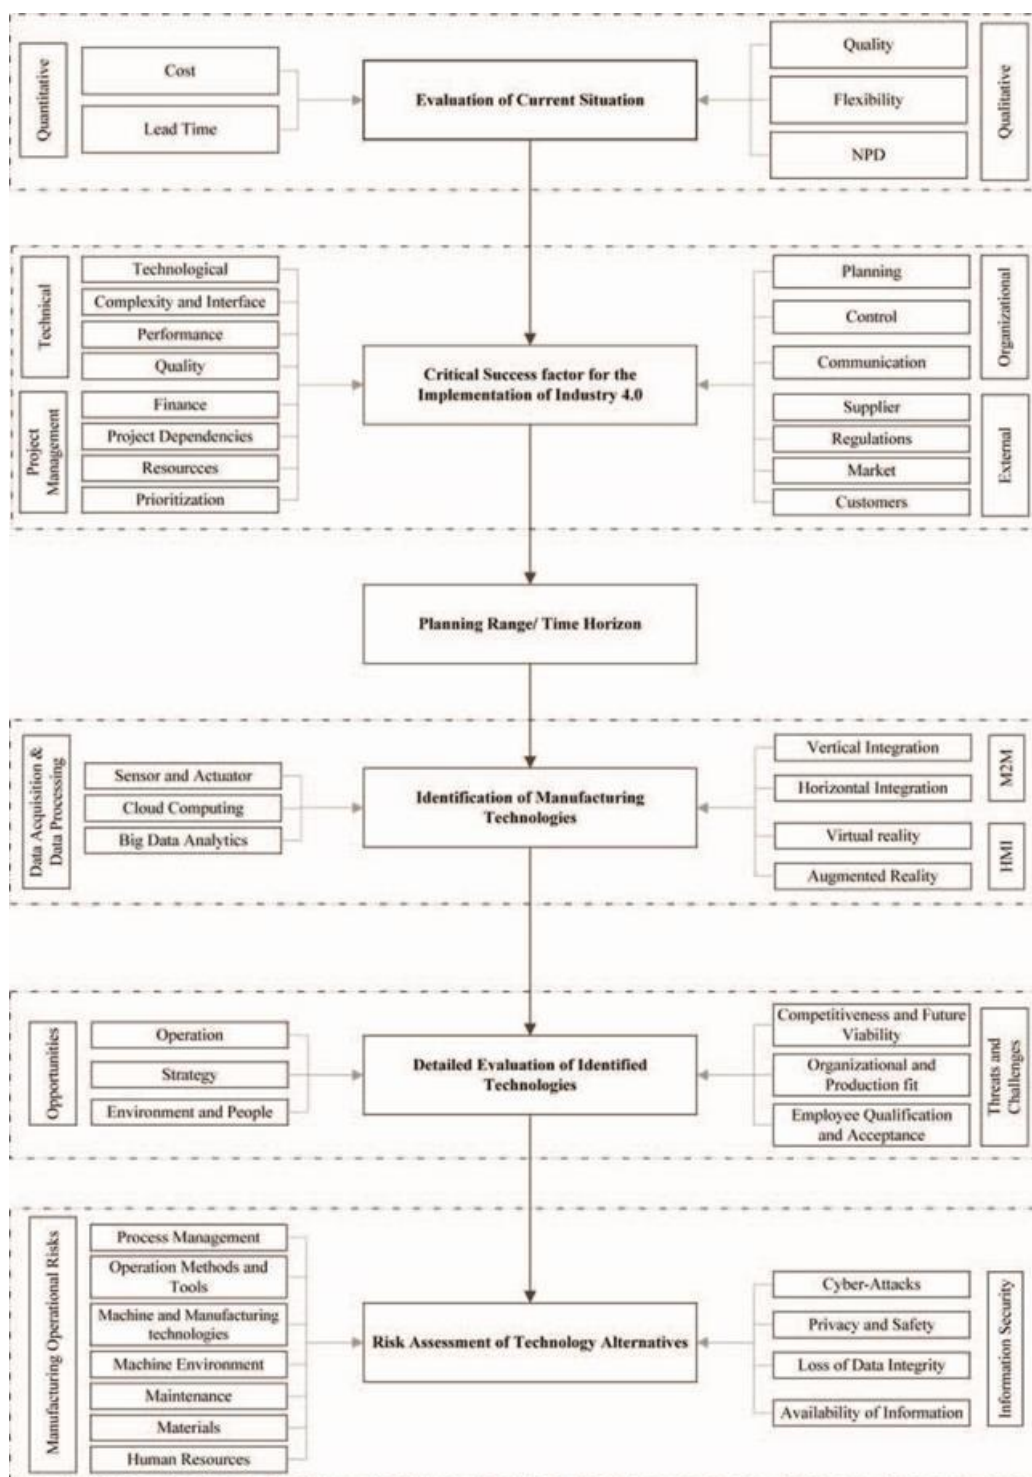 Quantitative
Cost
Lead Time
Evaluation of Current Situation
Quality
Flexibility
NPD
Qualitative
Technical
Technological
Complexity and Interface
Performance
Quality
Project
Management
Finance
Project Dependencies
Resourcces
Prioritization
Critical Success factor for the
Implementation of Industry 4.0
Planning
Control
Communication
Organizational
Supplier
Regulations
Market
Customers
External
Planning Range/ Time Horizon
Data Acquisition &
Data Processing
Sensor and Actuator
Cloud Computing
Big Data Analytics
Identification of Manufacturing
Technologies
Vertical Integration
Horizontal Integration
M2M
Virtual reality
Augmented Reality
HMI
Opportunities
Operation
Strategy
Environment and People
Detailed Evaluation of Identified
Technologies
Competitiveness and Future
Viability
Organizational and
Production fit
Employee Qualification
and Acceptance
Threats and
Challenges
Manufacturing Operational Risks
Process Management
Operation Methods and
Tools
Machine and Manufacturing
technologies
Machine Environment
Maintenance
Materials
Human Resources
Risk Assessment of Technology Alternatives
Cyber-Attacks
Privacy and Safety
Loss of Data Integrity
Availability of Information
Information Security